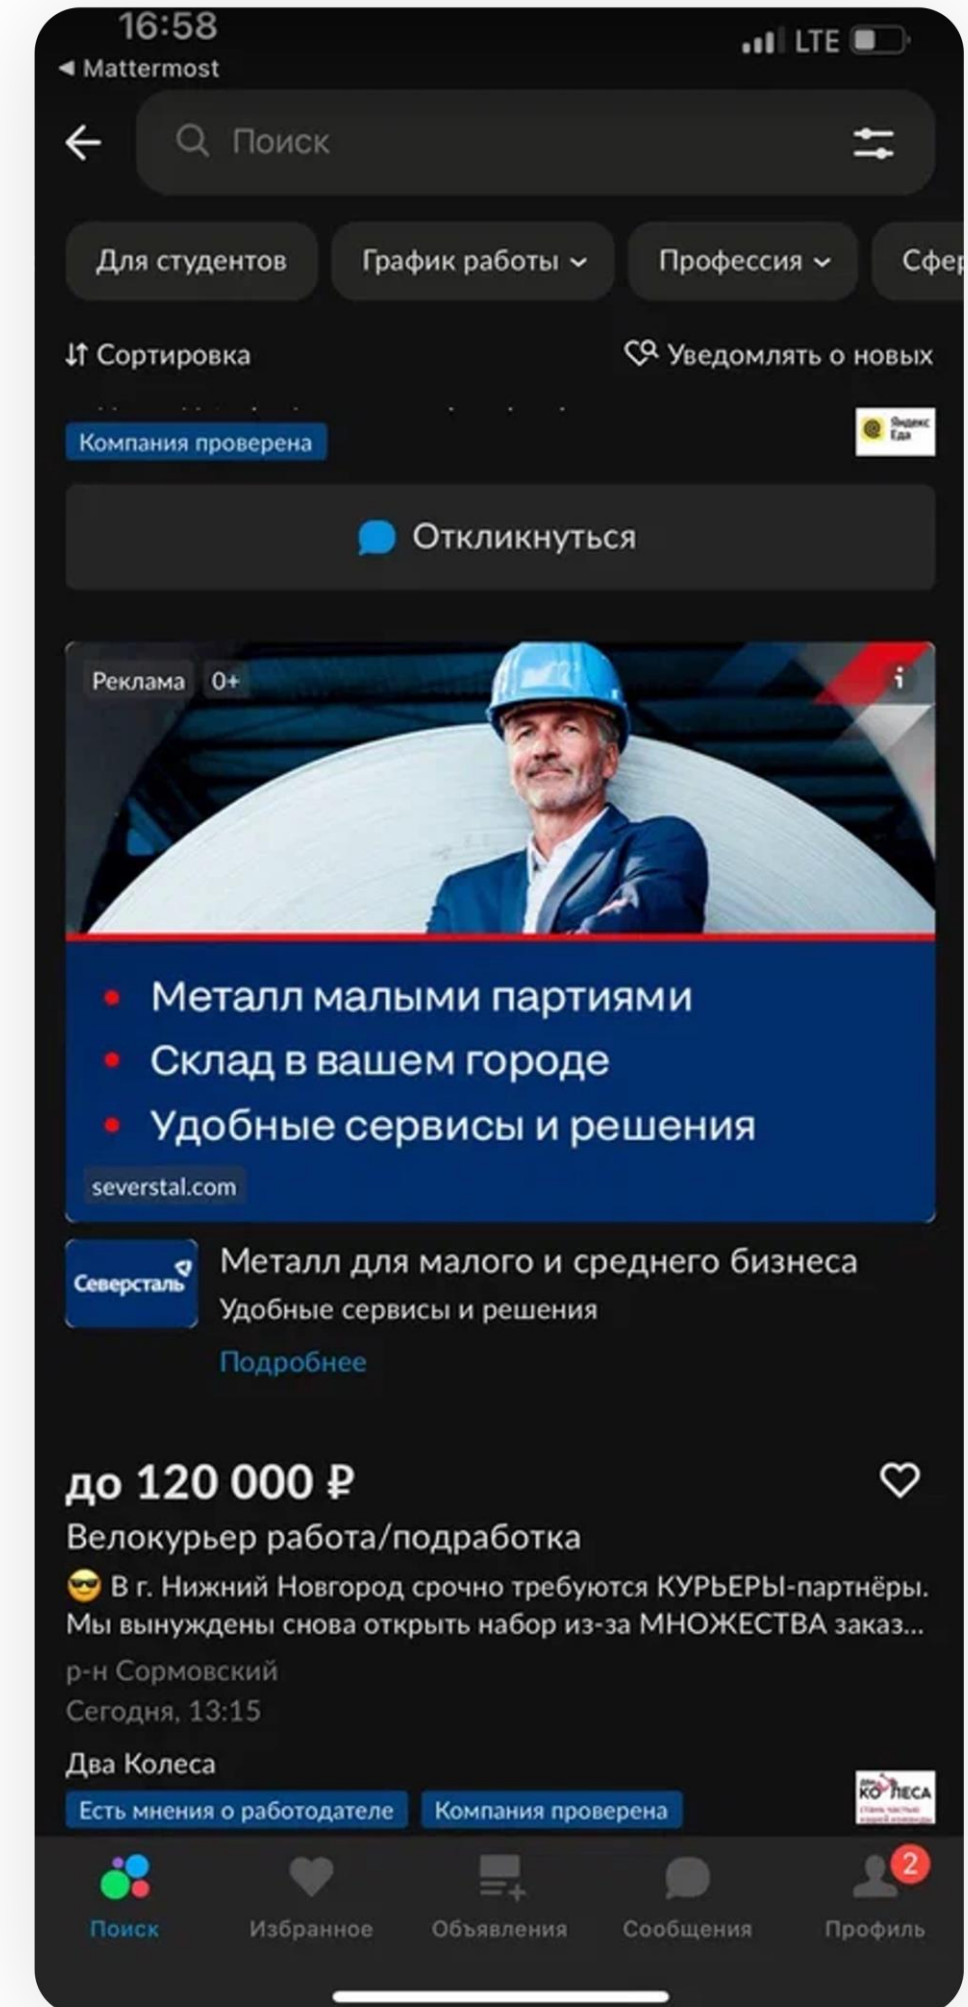 16:58
LTE
◄ Mattermost
Поиск
Для студентов
График работы
Профессия
Сфер
Сортировка
Уведомлять о новых
Компания проверена
Яндекс
Еда
Откликнуться
Реклама 0+
Металл малыми партиями
Склад в вашем городе
Удобные сервисы и решения
severstal.com
Северсталь
Металл для малого и среднего бизнеса
Удобные сервисы и решения
Подробнее
до 120 000 ₽
Велокурьер работа/подработка
😎 В г. Нижний Новгород срочно требуются КУРЬЕРЫ-партнёры.
Мы вынуждены снова открыть набор из-за МНОЖЕСТВА заказ...
р-н Сормовский
Сегодня, 13:15
Два Колеса
Есть мнения о работодателе
Компания проверена
2
Поиск
Избранное
Объявления
Сообщения
Профиль